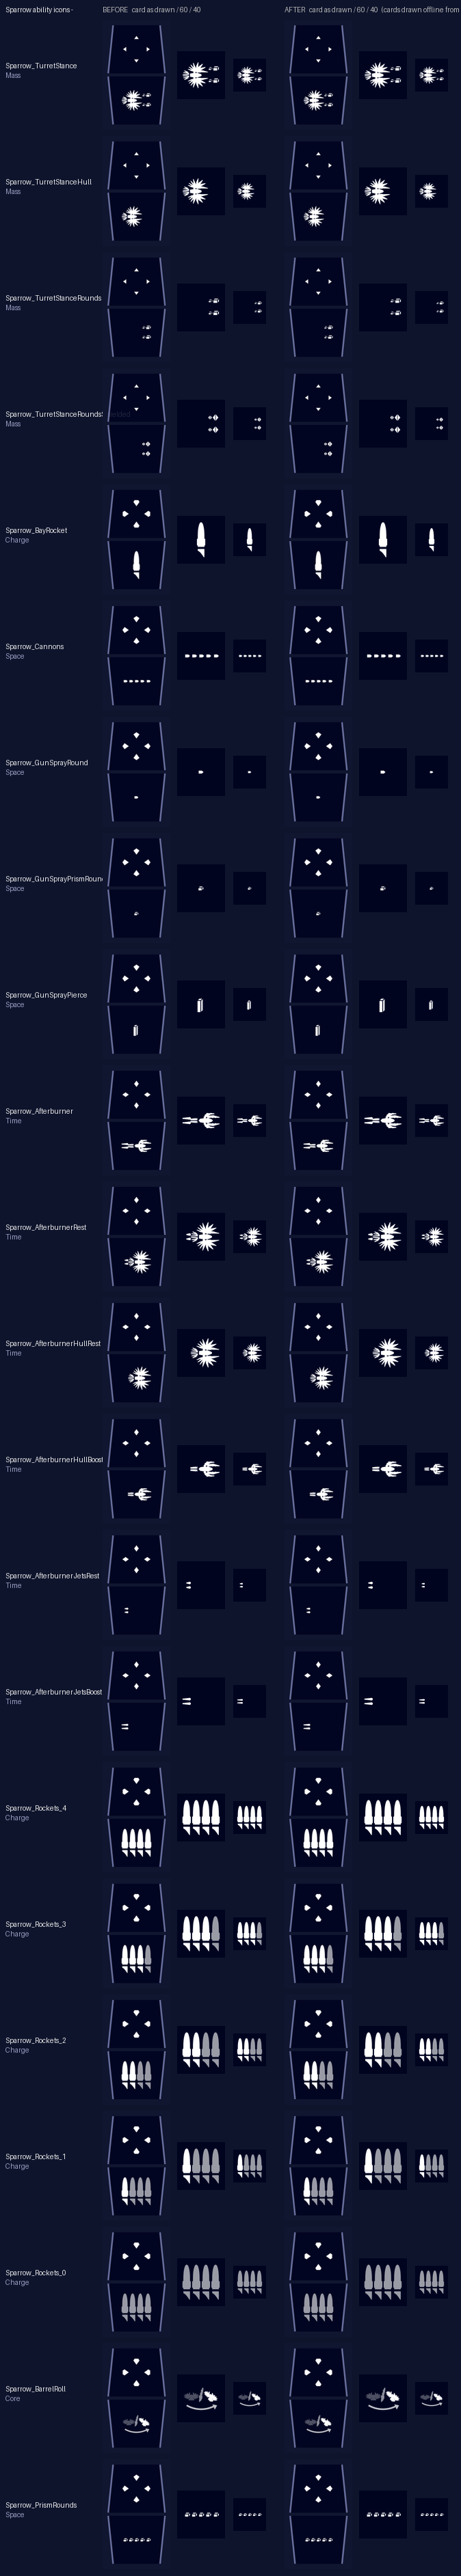 Sparrow ability icons -
BEFORE card as drawn / 60 / 40
AFTER card as drawn / 60 / 40 (cards drawn offline from
Sparrow_TurretStance
Mass
Sparrow_TurretStanceHull
Mass
Sparrow_TurretStanceRounds
Mass
Sparrow_TurretStanceRounds
Mass
Sparrow_BayRocket
Charge
Sparrow_Cannons
Space
Sparrow_GunSprayRound
Space
Sparrow_GunSprayPrismRoun
Space
Sparrow_GunSprayPierce
Space
Sparrow_Afterburner
Time
Sparrow_AfterburnerRest
Time
Sparrow_AfterburnerHullRest
Time
Sparrow_AfterburnerHullBoost
Time
Sparrow_AfterburnerJetsRest
Time
Sparrow_AfterburnerJetsBoost
Time
Sparrow_Rockets_4
Charge
Sparrow_Rockets_3
Charge
Sparrow_Rockets_2
Charge
Sparrow_Rockets_1
Charge
Sparrow_Rockets_0
Charge
Sparrow_BarrelRoll
Core
Sparrow_PrismRounds
Space